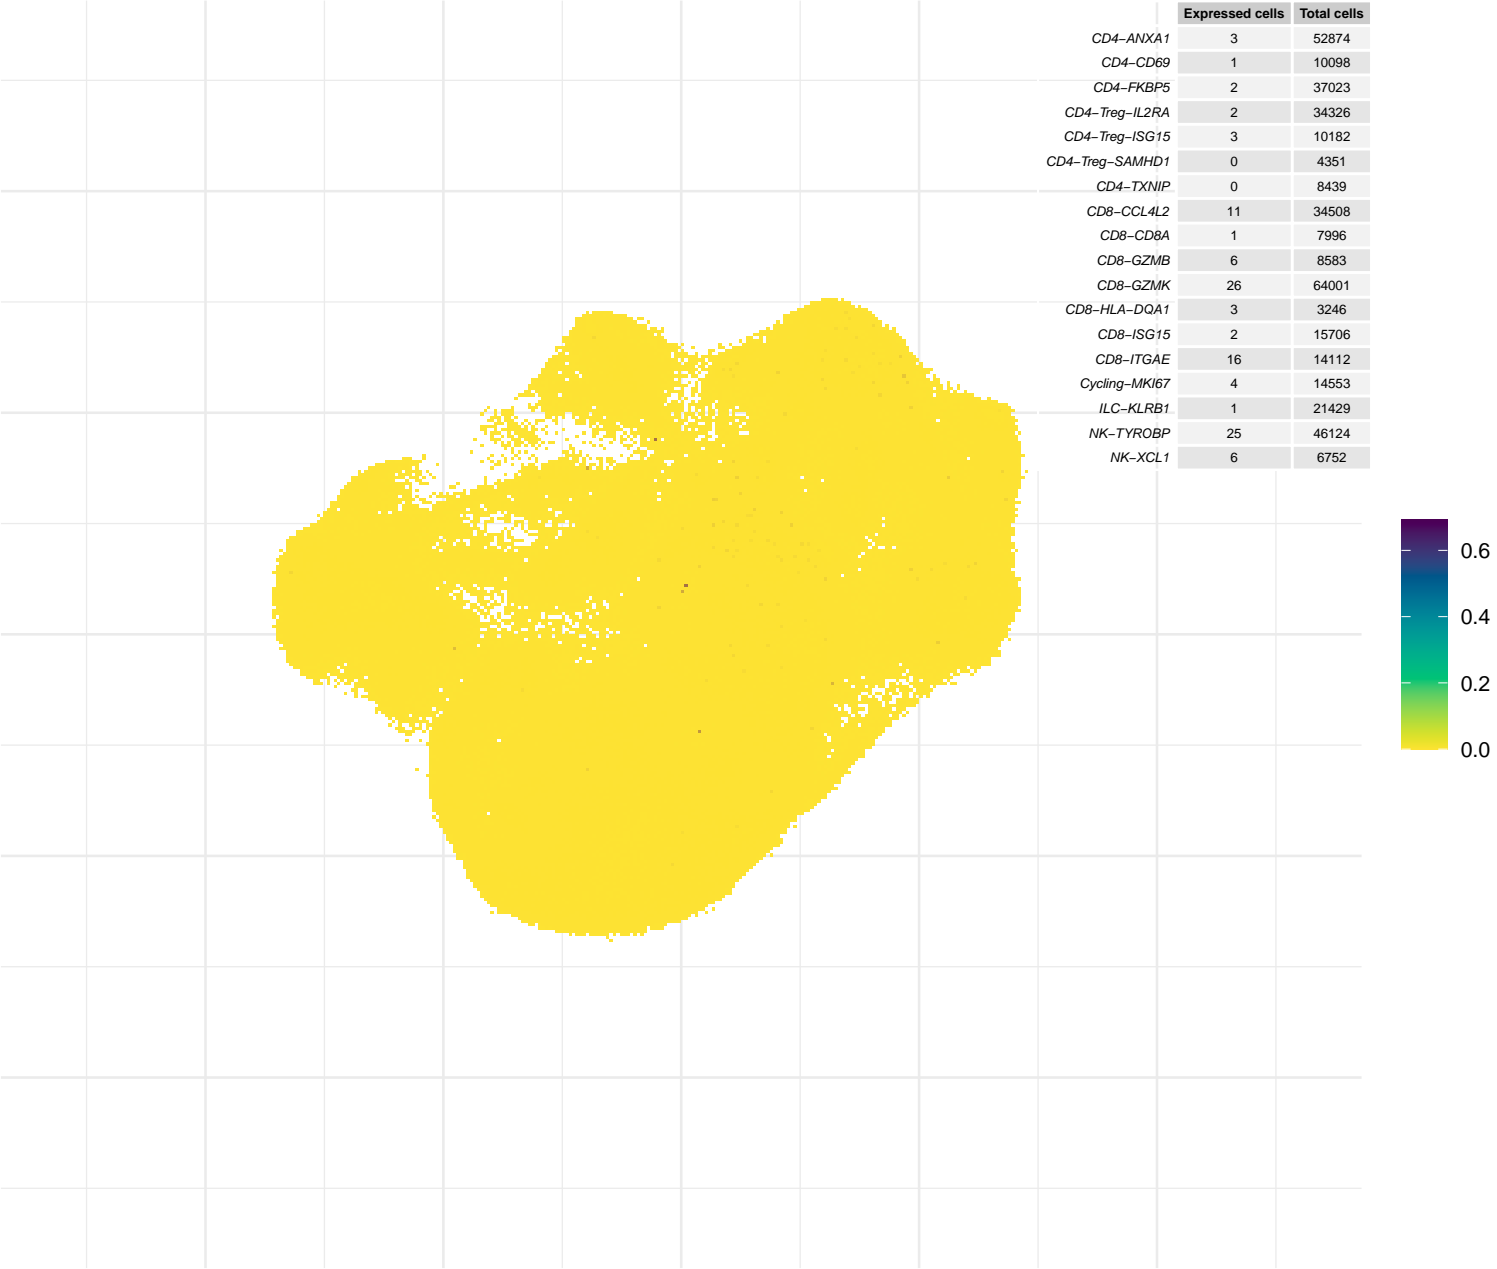 Expressed cells Total cells
CD4−ANXA1 3 52874
CD4−CD69 1 10098
CD4−FKBP5 2 37023
CD4−Treg−IL2RA 2 34326
CD4−Treg−ISG15 3 10182
CD4−Treg−SAMHD1 0 4351
CD4−TXNIP 0 8439
CD8−CCL4L2 11 34508
CD8−CD8A 1 7996
CD8−GZMB 6 8583
CD8−GZMK 26 64001
CD8−HLA−DQA1 3 3246
CD8−ISG15 2 15706
CD8−ITGAE 16 14112
Cycling−MKI67 4 14553
ILC−KLRB1 1 21429
NK−TYROBP 25 46124
NK−XCL1 6 6752
0.6
0.4
0.2
0.0